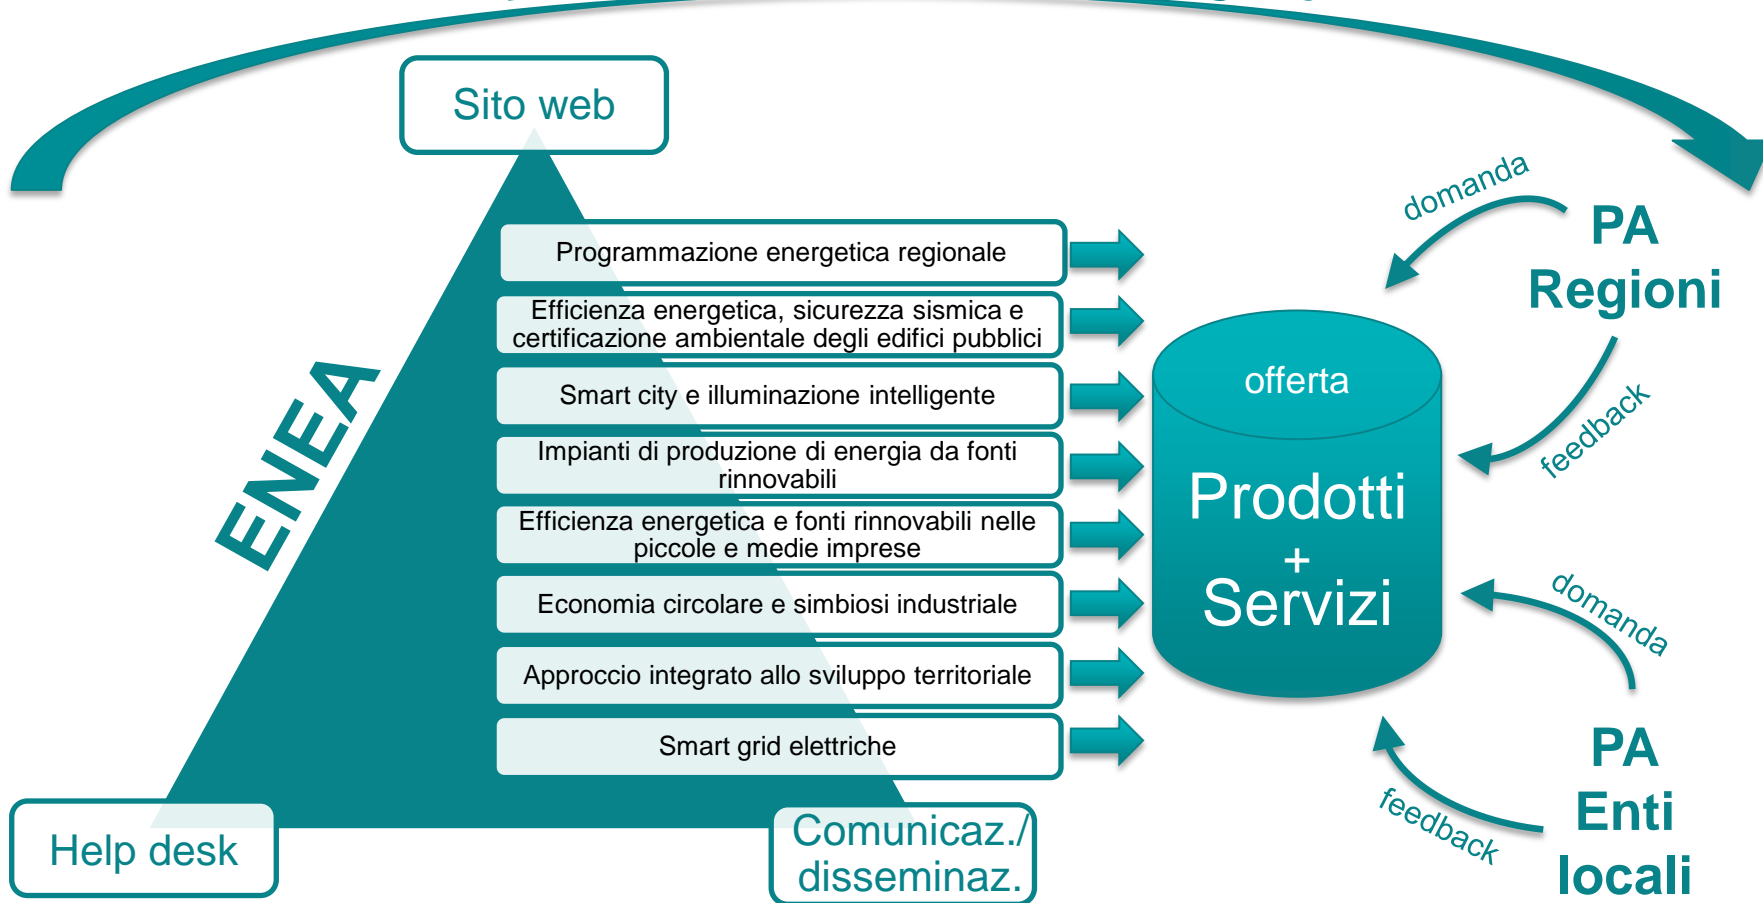 Sito web
ENEA
Programmazione energetica regionale
Efficienza energetica, sicurezza sismica e
certificazione ambientale degli edifici pubblici
Smart city e illuminazione intelligente
Impianti di produzione di energia da fonti
rinnovabili
Efficienza energetica e fonti rinnovabili nelle
piccole e medie imprese
Economia circolare e simbiosi industriale
Approccio integrato allo sviluppo territoriale
Smart grid elettriche
Help desk
Comunicaz./
disseminaz.
offerta
Prodotti
+
Servizi
domanda
PA
Regioni
feedback
domanda
PA
Enti
locali
feedback